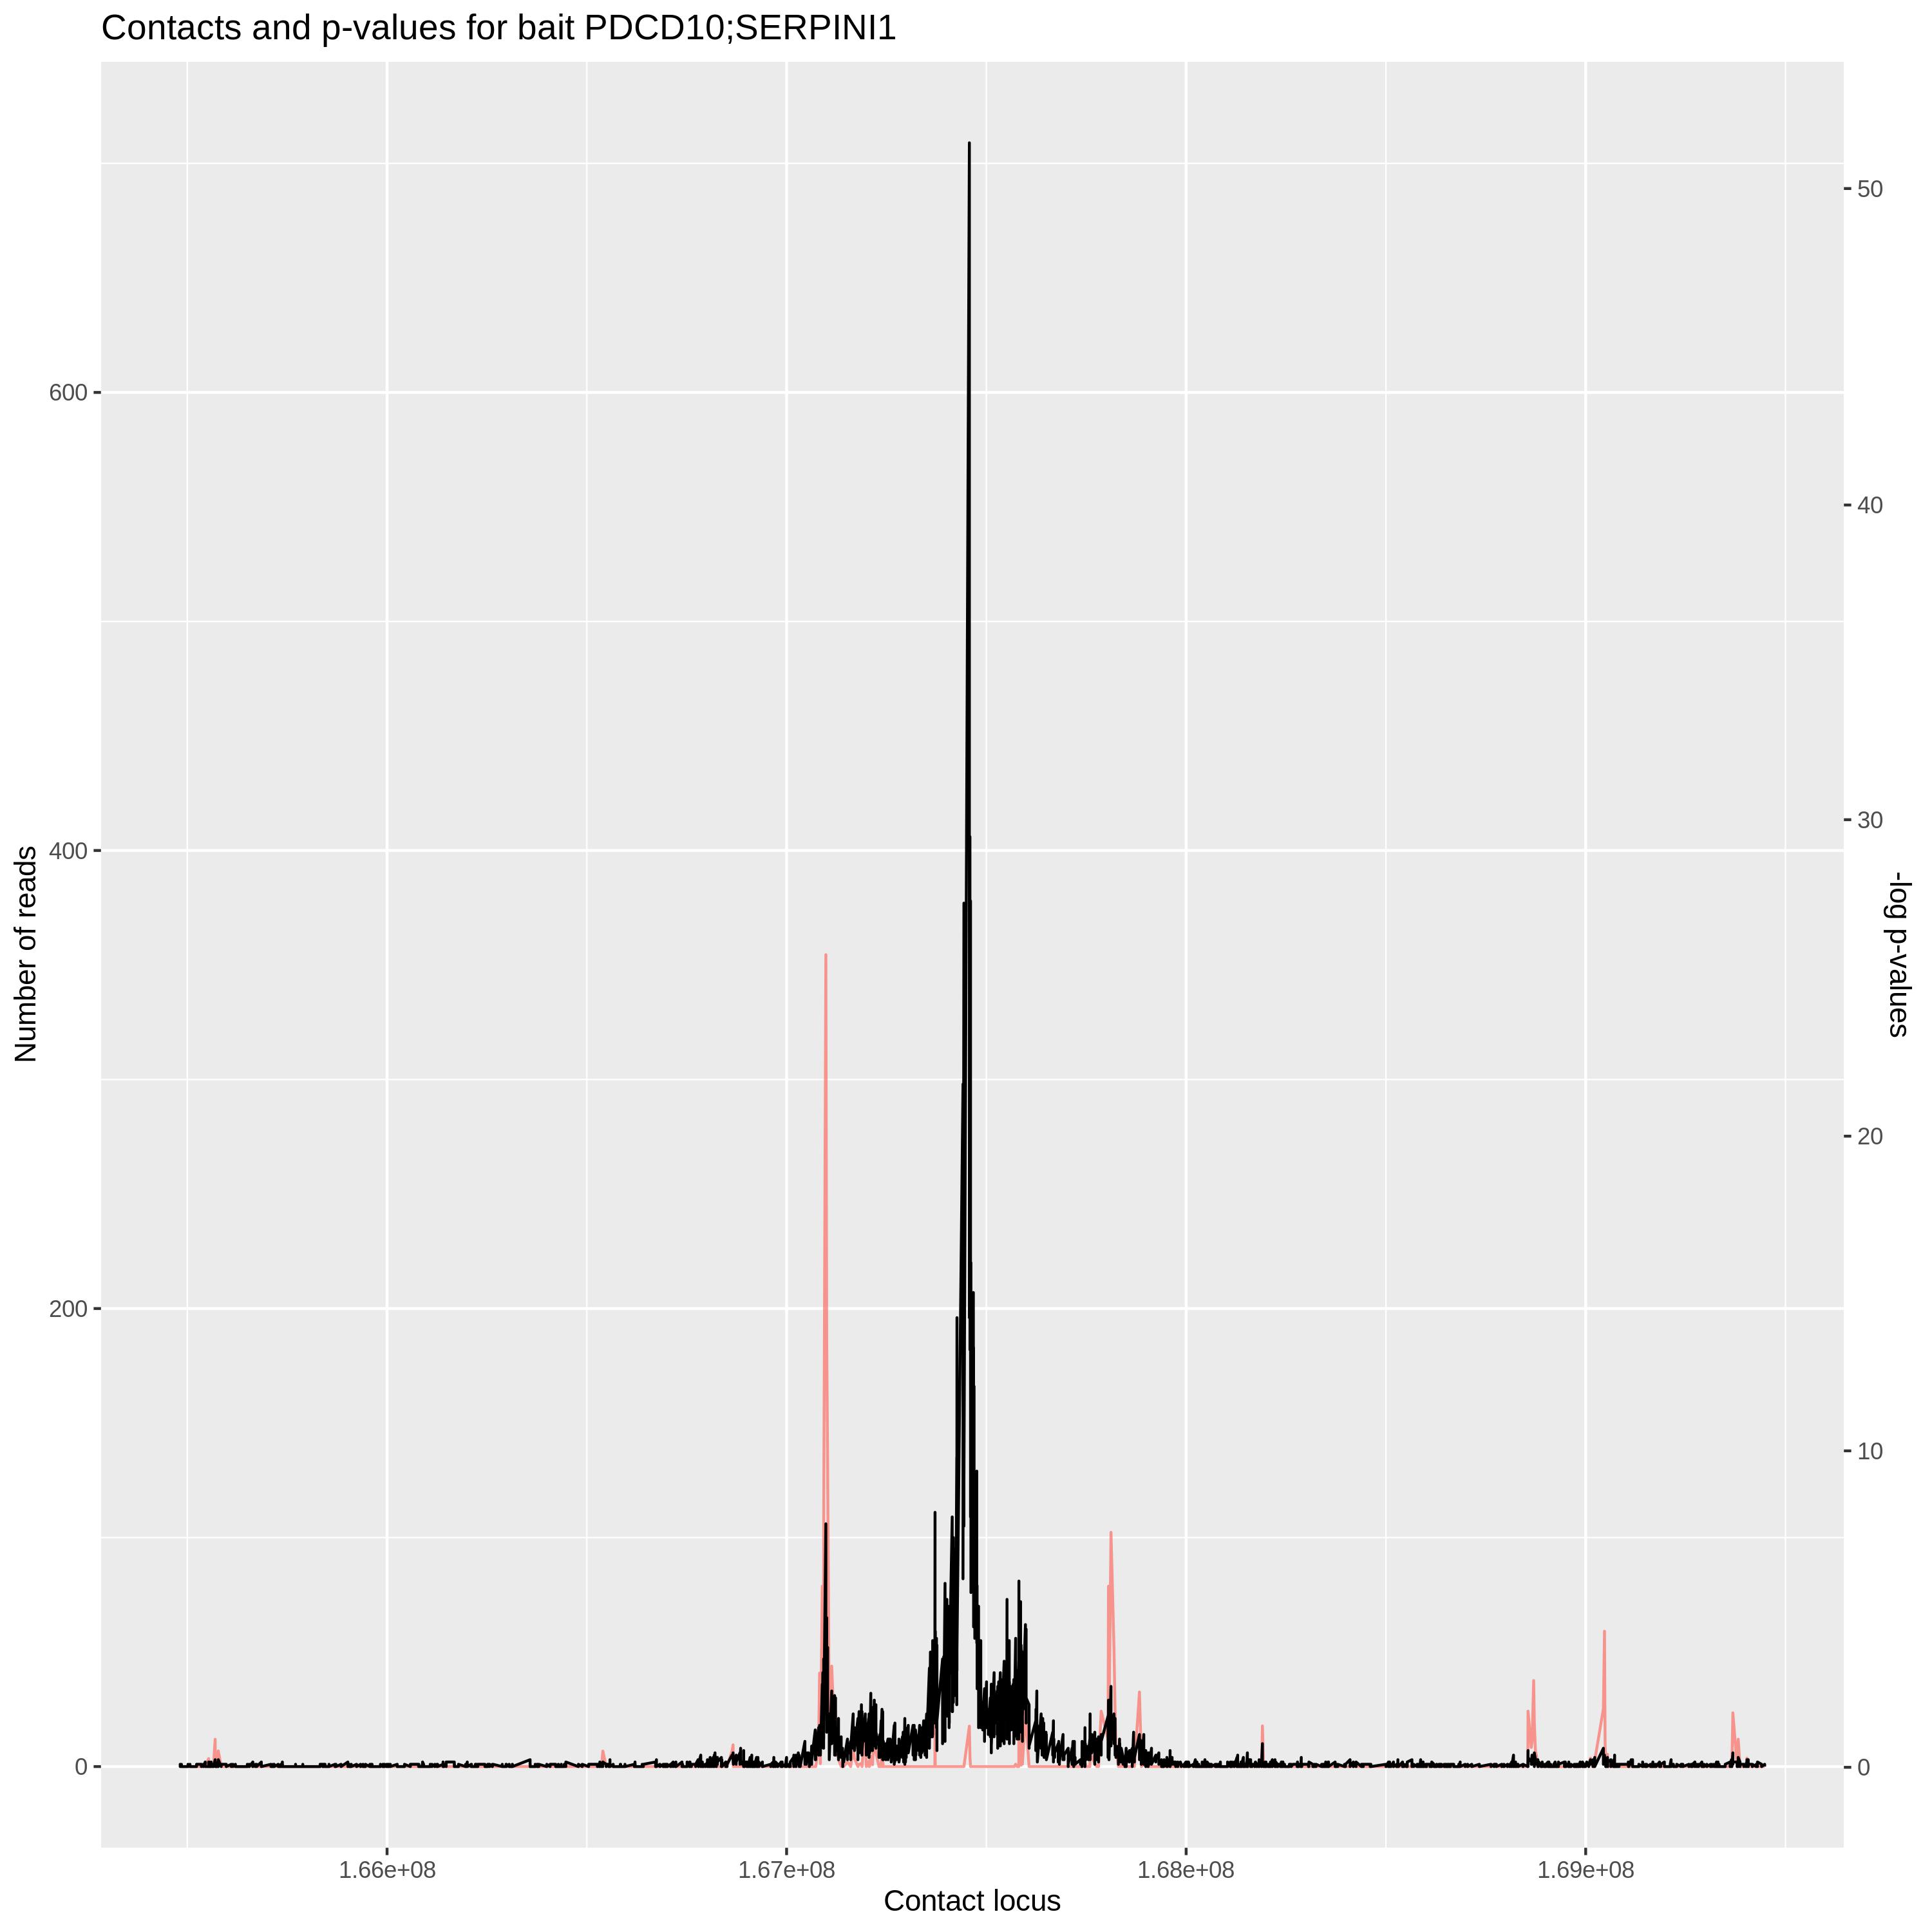 Contacts and p-values for bait PDCD10;SERPINI1
Number of reads
600
400
200
0
50
40
30
20
10
0
-log p-values
1.66e+08
1.67e+08
1.68e+08
1.69e+08
Contact locus